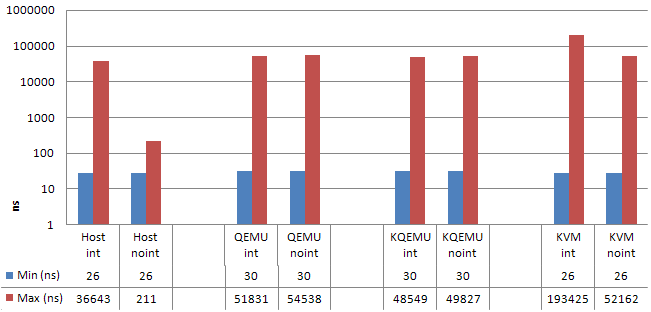 1000000
100000
10000
1000
100
10
1
ns
Host int Host noint QEMU int QEMU noint KQEMU int KQEMU noint KVM int KVM noint
Min (ns) 26 26 30 30 30 30 26 26
Max (ns) 36643 211 51831 54538 48549 49827 193425 52162